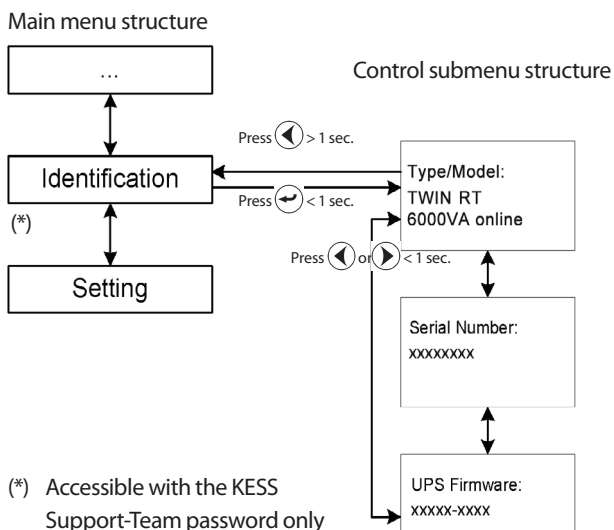 Main menu structure
...
Control submenu structure
Press > 1 sec.
Identification
Press < 1 sec.
(*)
Type/Model:
TWIN RT
6000VA online
Press or < 1 sec.
Setting
Serial Number:
xxxxxxxx
(*) Accessible with the KESS
Support-Team password only
UPS Firmware:
xxxxx-xxxx